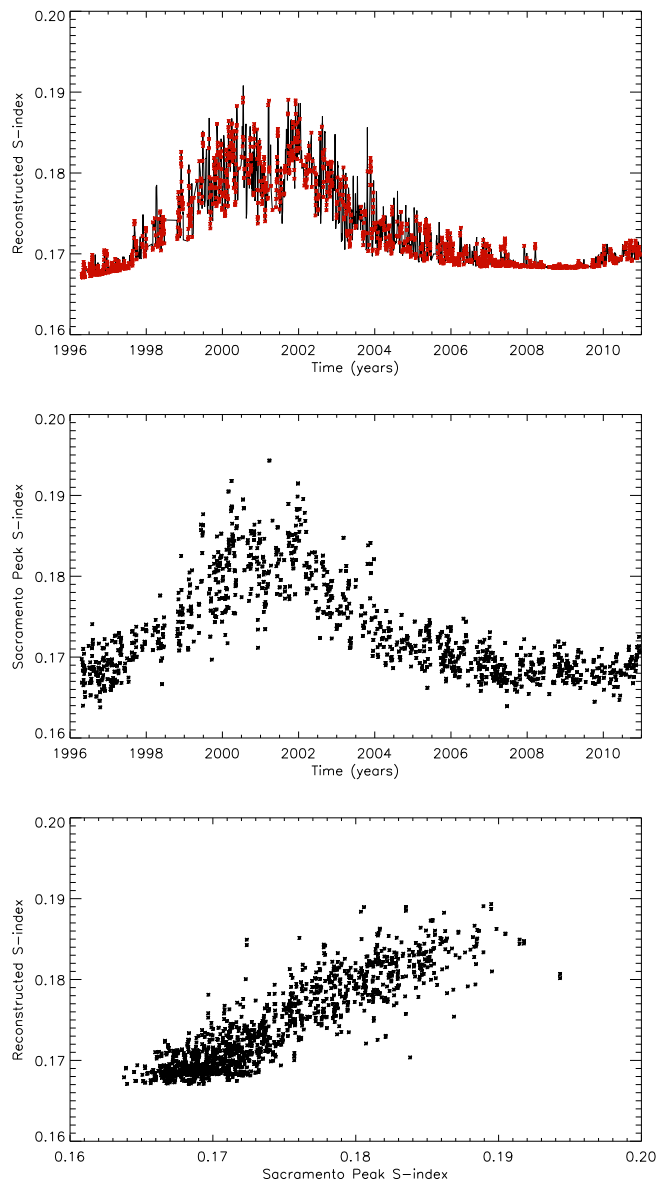 0.20
0.19
0.18
0.17
0.16
Reconstructed S-index
1996 1998 2000 2002 2004 2006 2008 2010
Time (years)
0.20
0.19
0.18
0.17
0.16
Sacramento Peak S-index
1996 1998 2000 2002 2004 2006 2008 2010
Time (years)
0.20
0.19
0.18
0.17
0.16
Reconstructed S-index
0.16 0.17 0.18 0.19 0.20
Sacramento Peak S-index